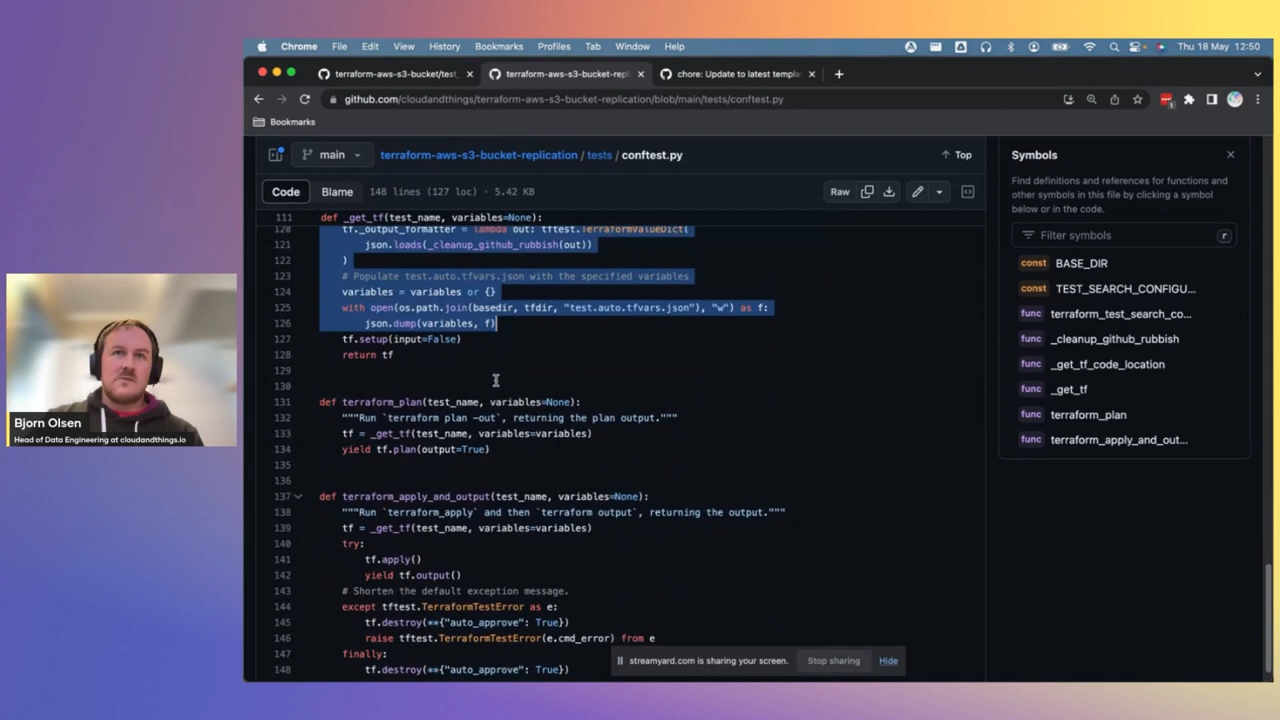 Chrome File Edit View History Bookmarks Profiles Tab Window Help Thu 18 May 12:50
terraform-aws-s3-bucket/test_ terraform-aws-s3-bucket-repli chore: Update to latest templa
github.com/cloudandthings/terraform-aws-s3-bucket-replication/blob/main/tests/conftest.py
Bookmarks
main terraform-aws-s3-bucket-replication / tests / conftest.py Top
Code Blame 148 lines (127 loc) · 5.42 KB Raw
111 def _get_tf(test_name, variables=None):
120 tf._output_formatter = lambda out: tftest.TerraformValueDict(
121 json.loads(_cleanup_github_rubbish(out))
122 )
123 # Populate test.auto.tfvars.json with the specified variables
124 variables = variables or {}
125 with open(os.path.join(basedir, tfdir, "test.auto.tfvars.json"), "w") as f:
126 json.dump(variables, f)
127 tf.setup(input=False)
128 return tf
129
130
131 def terraform_plan(test_name, variables=None):
132 """Run `terraform plan -out`, returning the plan output."""
133 tf = _get_tf(test_name, variables=variables)
134 yield tf.plan(output=True)
135
136
137 def terraform_apply_and_output(test_name, variables=None):
138 """Run `terraform_apply` and then `terraform output`, returning the output."""
139 tf = _get_tf(test_name, variables=variables)
140 try:
141 tf.apply()
142 yield tf.output()
143 # Shorten the default exception message.
144 except tftest.TerraformTestError as e:
145 tf.destroy(**{"auto_approve": True})
146 raise tftest.TerraformTestError(e.cmd_error) from e
147 finally:
148 tf.destroy(**{"auto_approve": True})
Symbols
Find definitions and references for functions and
other symbols in this file by clicking a symbol
below or in the code.
Filter symbols r
const BASE_DIR
const TEST_SEARCH_CONFIGU...
func terraform_test_search_co...
func _cleanup_github_rubbish
func _get_tf_code_location
func _get_tf
func terraform_plan
func terraform_apply_and_out...
streamyard.com is sharing your screen. Stop sharing Hide
Bjorn Olsen
Head of Data Engineering at cloudandthings.io